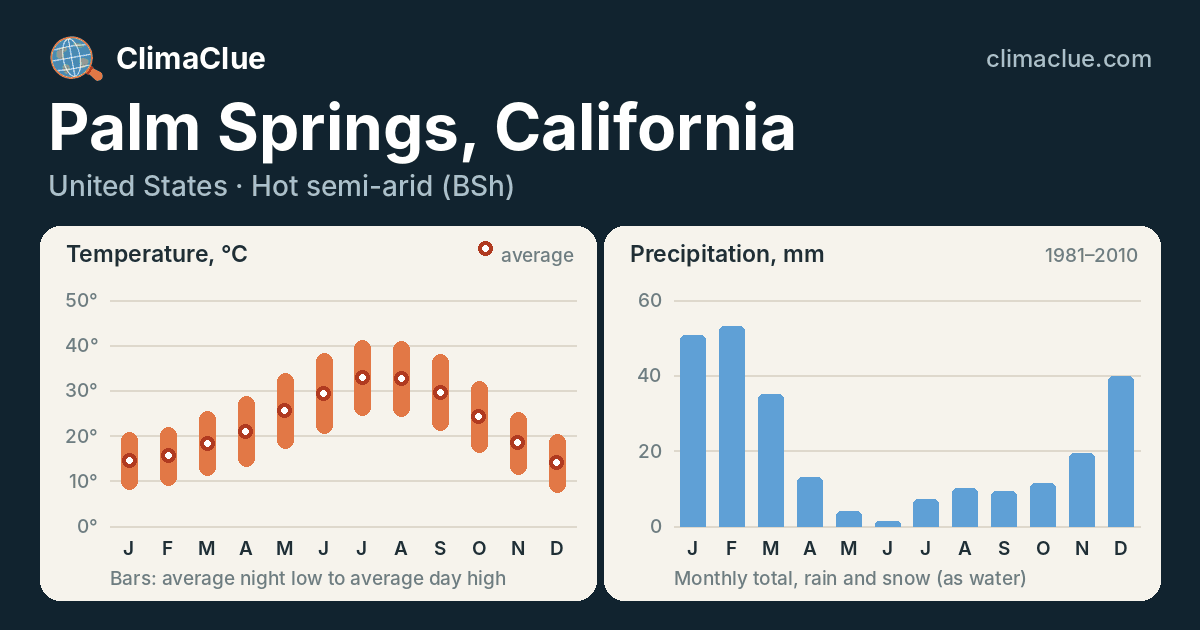 ClimaClue
climaclue.com
Palm Springs, California
United States · Hot semi-arid (BSh)
Temperature, °C
average
50°
40°
30°
20°
10°
0°
J F M A M J J A S O N D
Bars: average night low to average day high
Precipitation, mm
1981–2010
60
40
20
0
J F M A M J J A S O N D
Monthly total, rain and snow (as water)